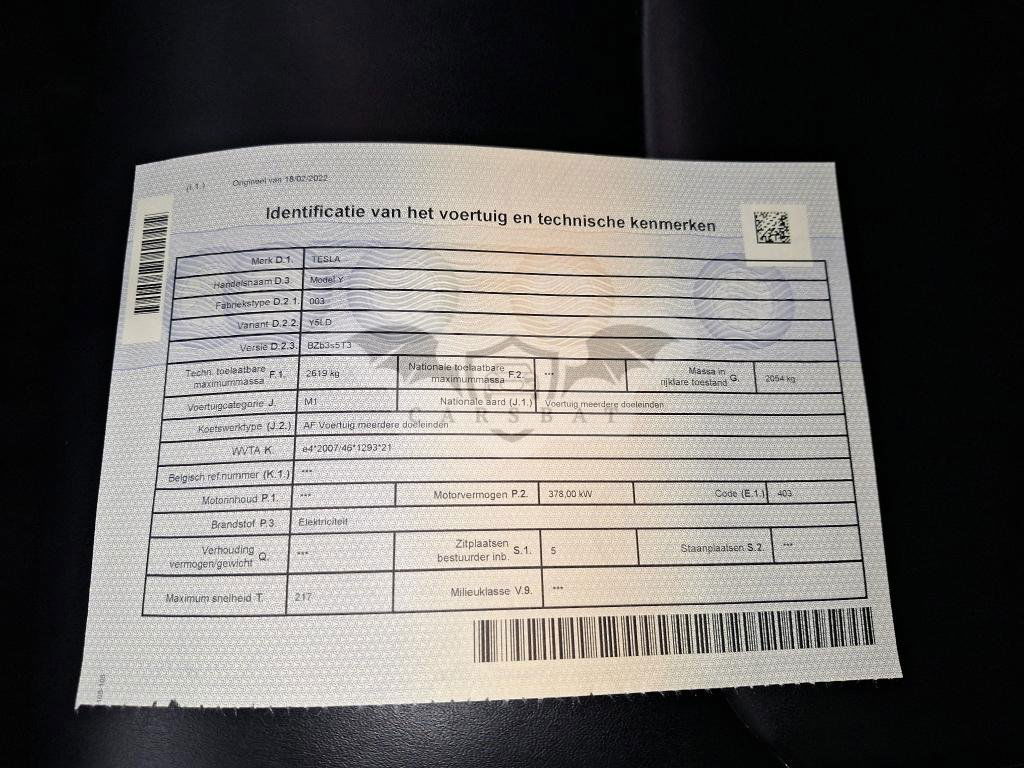 (I.1.) Origineel van 18/02/2022
Identificatie van het voertuig en technische kenmerken
Merk D.1. TESLA
Handelsnaam D.3. Model Y
Fabriekstype D.2.1. 003
Variant D.2.2. Y5LD
Versie D.2.3. BZb3s5T3
Techn. toelaatbare maximummassa F.1. 2619 kg Nationale toelaatbare maximummassa F.2. *** Massa in rijklare toestand G. 2054 kg
Voertuigcategorie J. M1 Nationale aard (J.1.) Voertuig meerdere doeleinden
CARSBAT
Koetswerktype (J.2.) AF Voertuig meerdere doeleinden
WVTA K. e4*2007/46*1293*21
Belgisch ref.nummer (K.1.) ***
Motorinhoud P.1. *** Motorvermogen P.2. 378,00 kW Code (E.1.) 403
Brandstof P.3. Elektriciteit
Verhouding vermogen/gewicht Q. *** Zitplaatsen bestuurder inb. S.1. 5 Staanplaatsen S.2. ***
Maximum snelheid T. 217 Milieuklasse V.9. ***